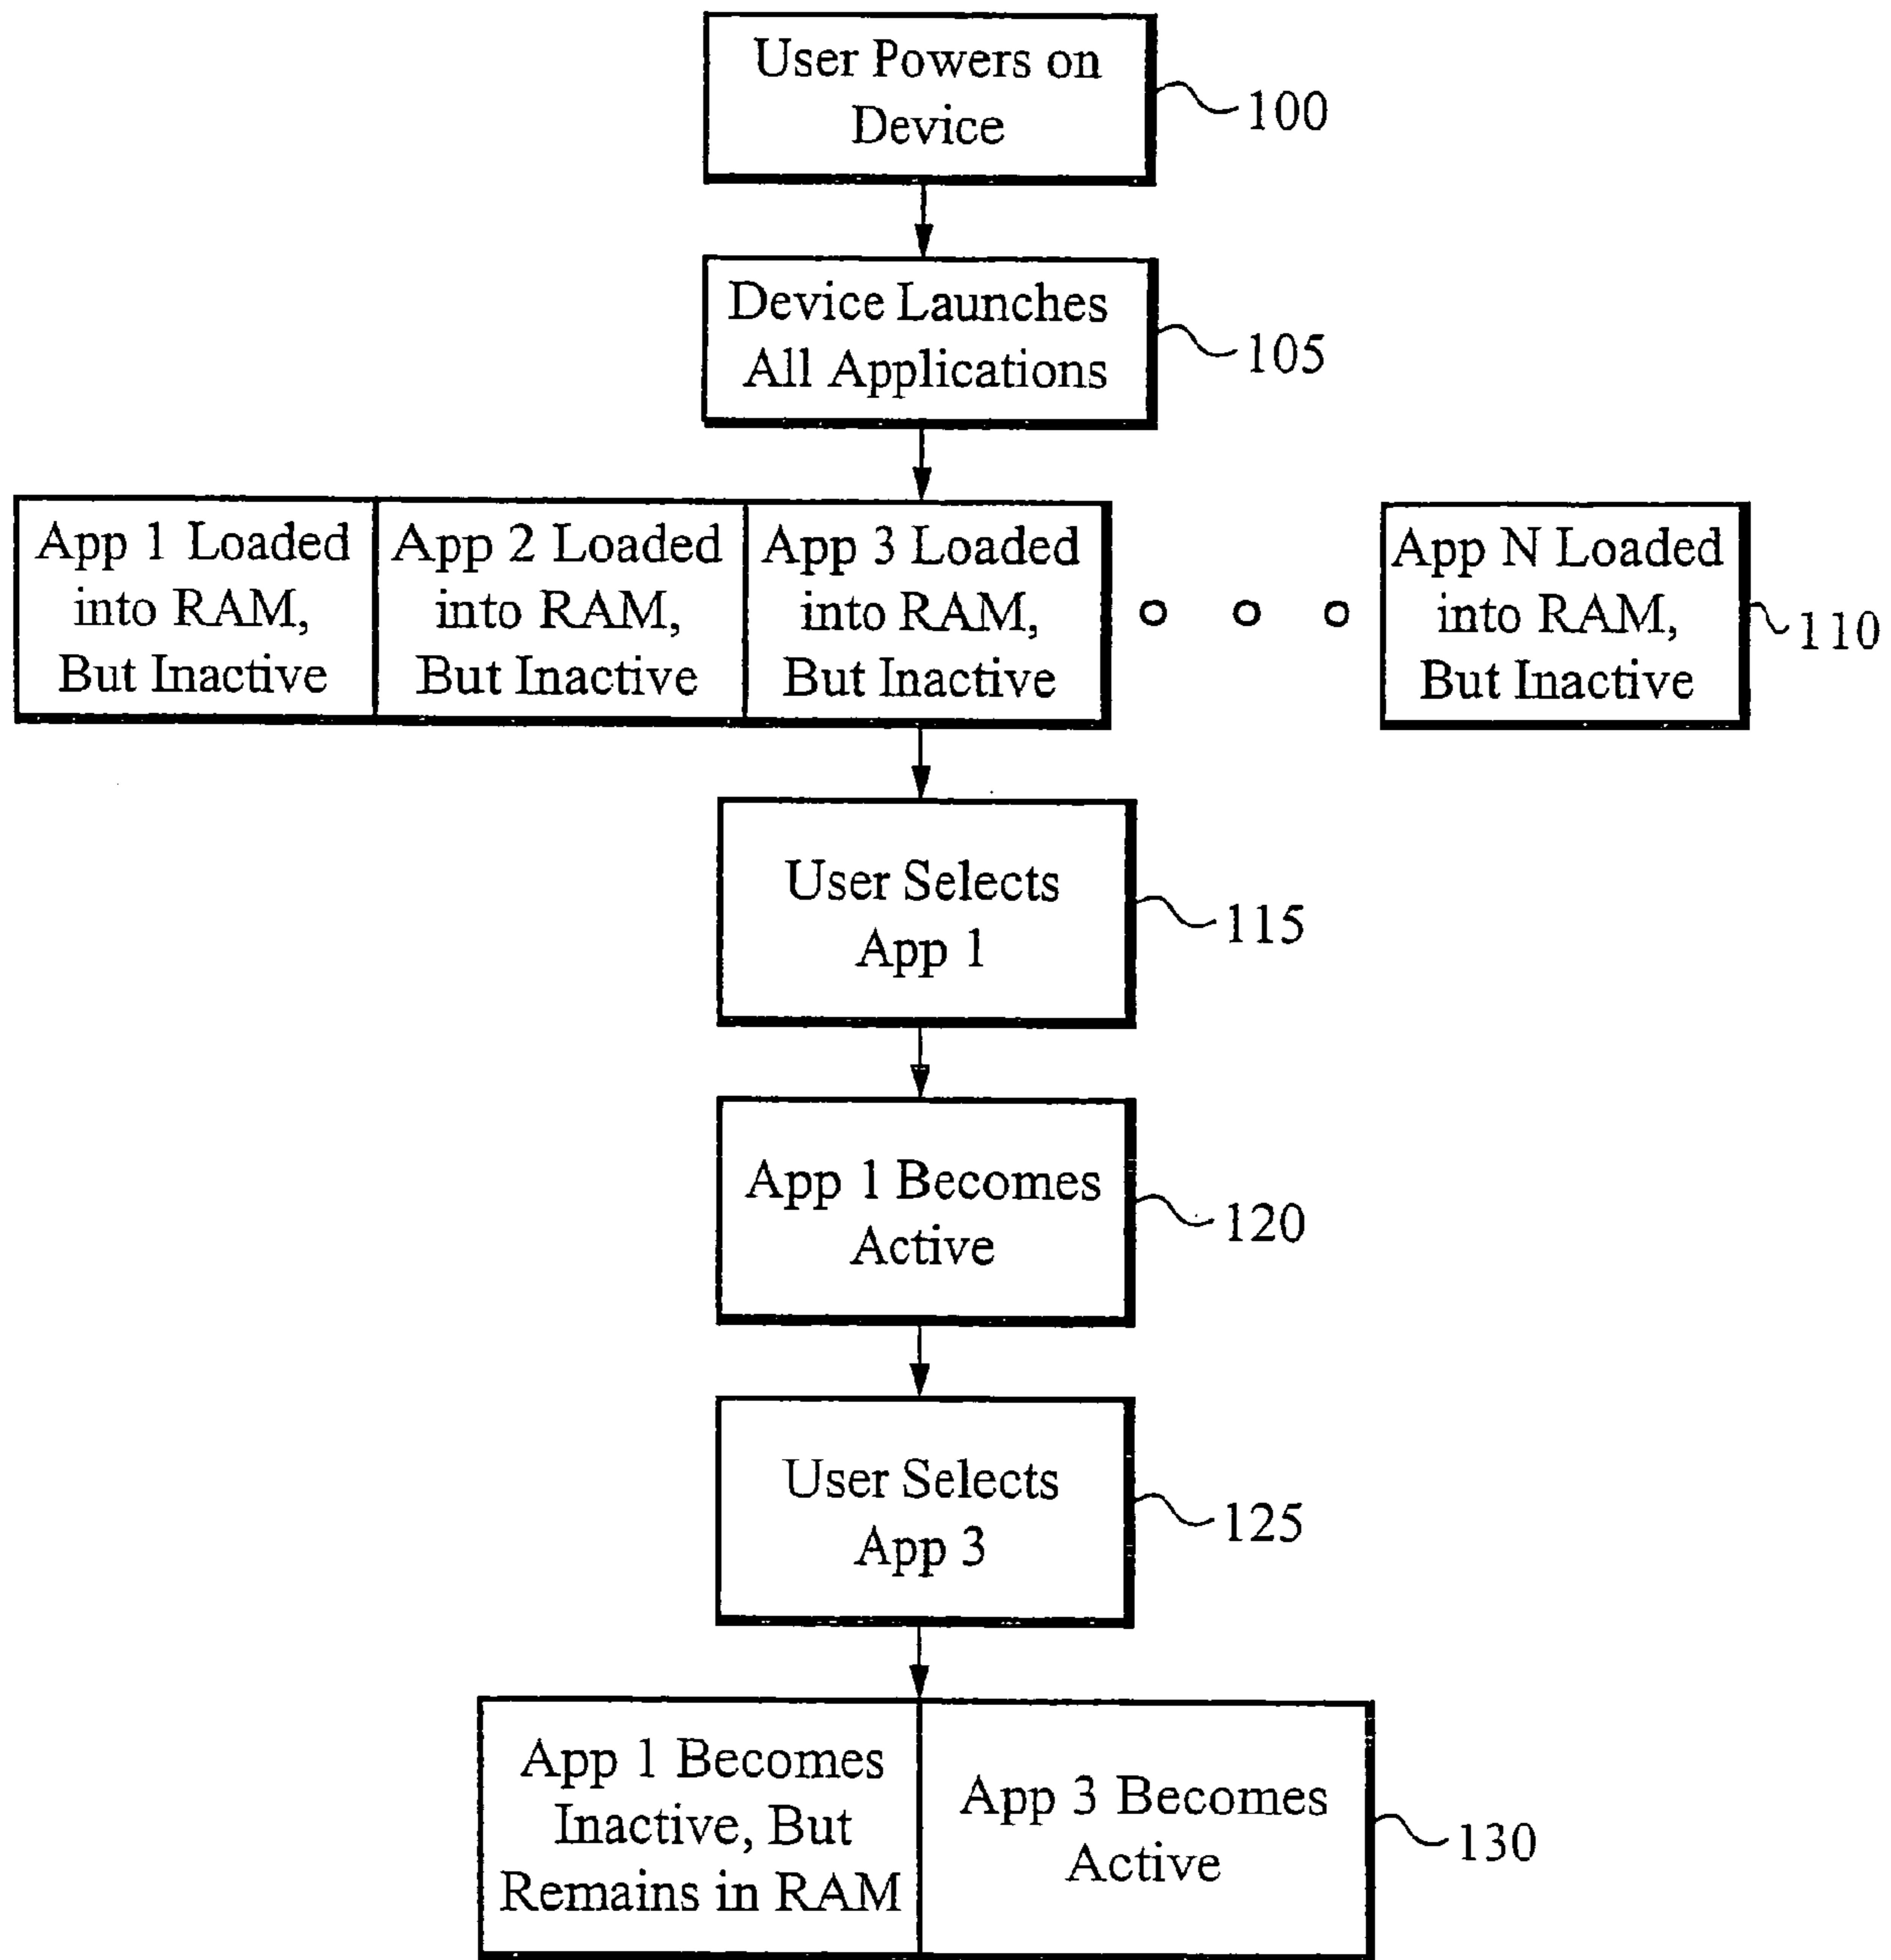 User Powers on
Device
100
Device Launches
All Applications
105
App 1 Loaded
into RAM,
But Inactive
App 2 Loaded
into RAM,
But Inactive
App 3 Loaded
into RAM,
But Inactive
App N Loaded
into RAM,
But Inactive
110
User Selects
App 1
115
App 1 Becomes
Active
120
User Selects
App 3
125
App 1 Becomes
Inactive, But
Remains in RAM
App 3 Becomes
Active
130